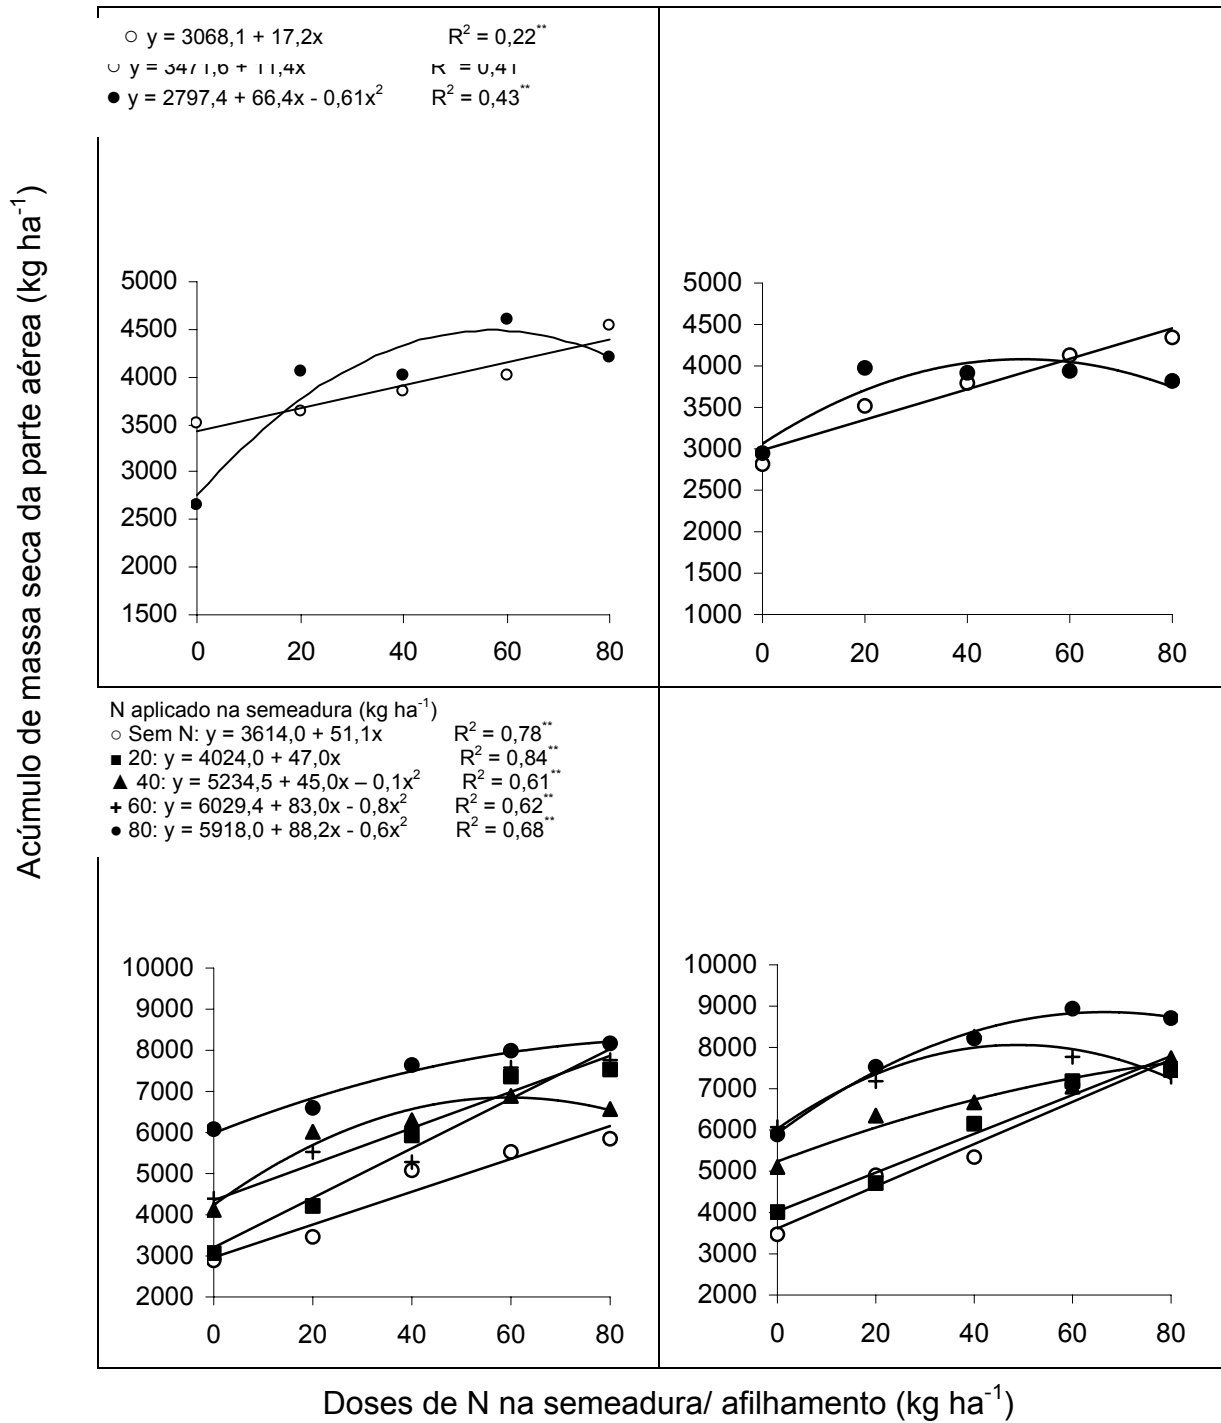 ○ y = 3068,1 + 17,2x R² = 0,22**
○ y = 3471,6 + 11,4x R = 0,41
● y = 2797,4 + 66,4x - 0,61x² R² = 0,43**
Acúmulo de massa seca da parte aérea (kg ha⁻¹)
5000
4500
4000
3500
3000
2500
2000
1500
0 20 40 60 80
5000
4500
4000
3500
3000
2500
2000
1500
1000
0 20 40 60 80
N aplicado na semeadura (kg ha⁻¹)
○ Sem N: y = 3614,0 + 51,1x R² = 0,78**
■ 20: y = 4024,0 + 47,0x R² = 0,84**
▲ 40: y = 5234,5 + 45,0x – 0,1x² R² = 0,61**
+ 60: y = 6029,4 + 83,0x - 0,8x² R² = 0,62**
● 80: y = 5918,0 + 88,2x - 0,6x² R² = 0,68**
10000
9000
8000
7000
6000
5000
4000
3000
2000
0 20 40 60 80
10000
9000
8000
7000
6000
5000
4000
3000
2000
0 20 40 60 80
Doses de N na semeadura/ afilhamento (kg ha⁻¹)